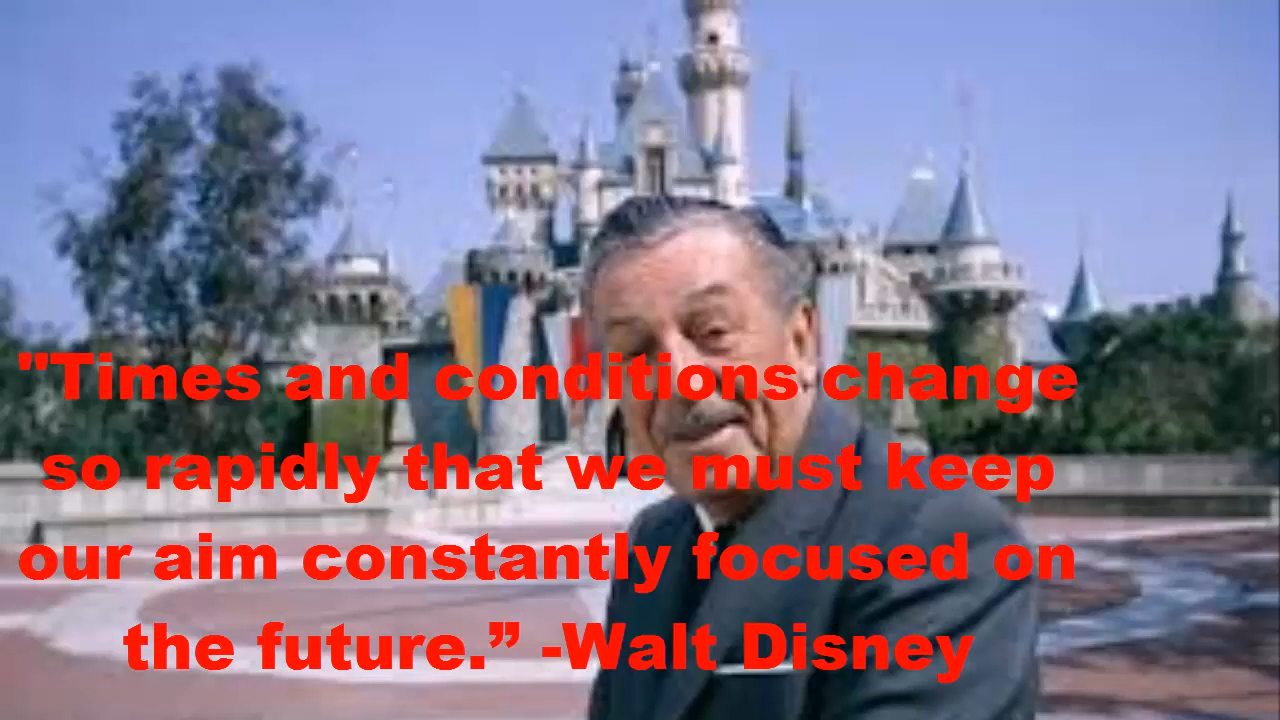 "Times and conditions change
so rapidly that we must keep
our aim constantly focused on
the future.” -Walt Disney